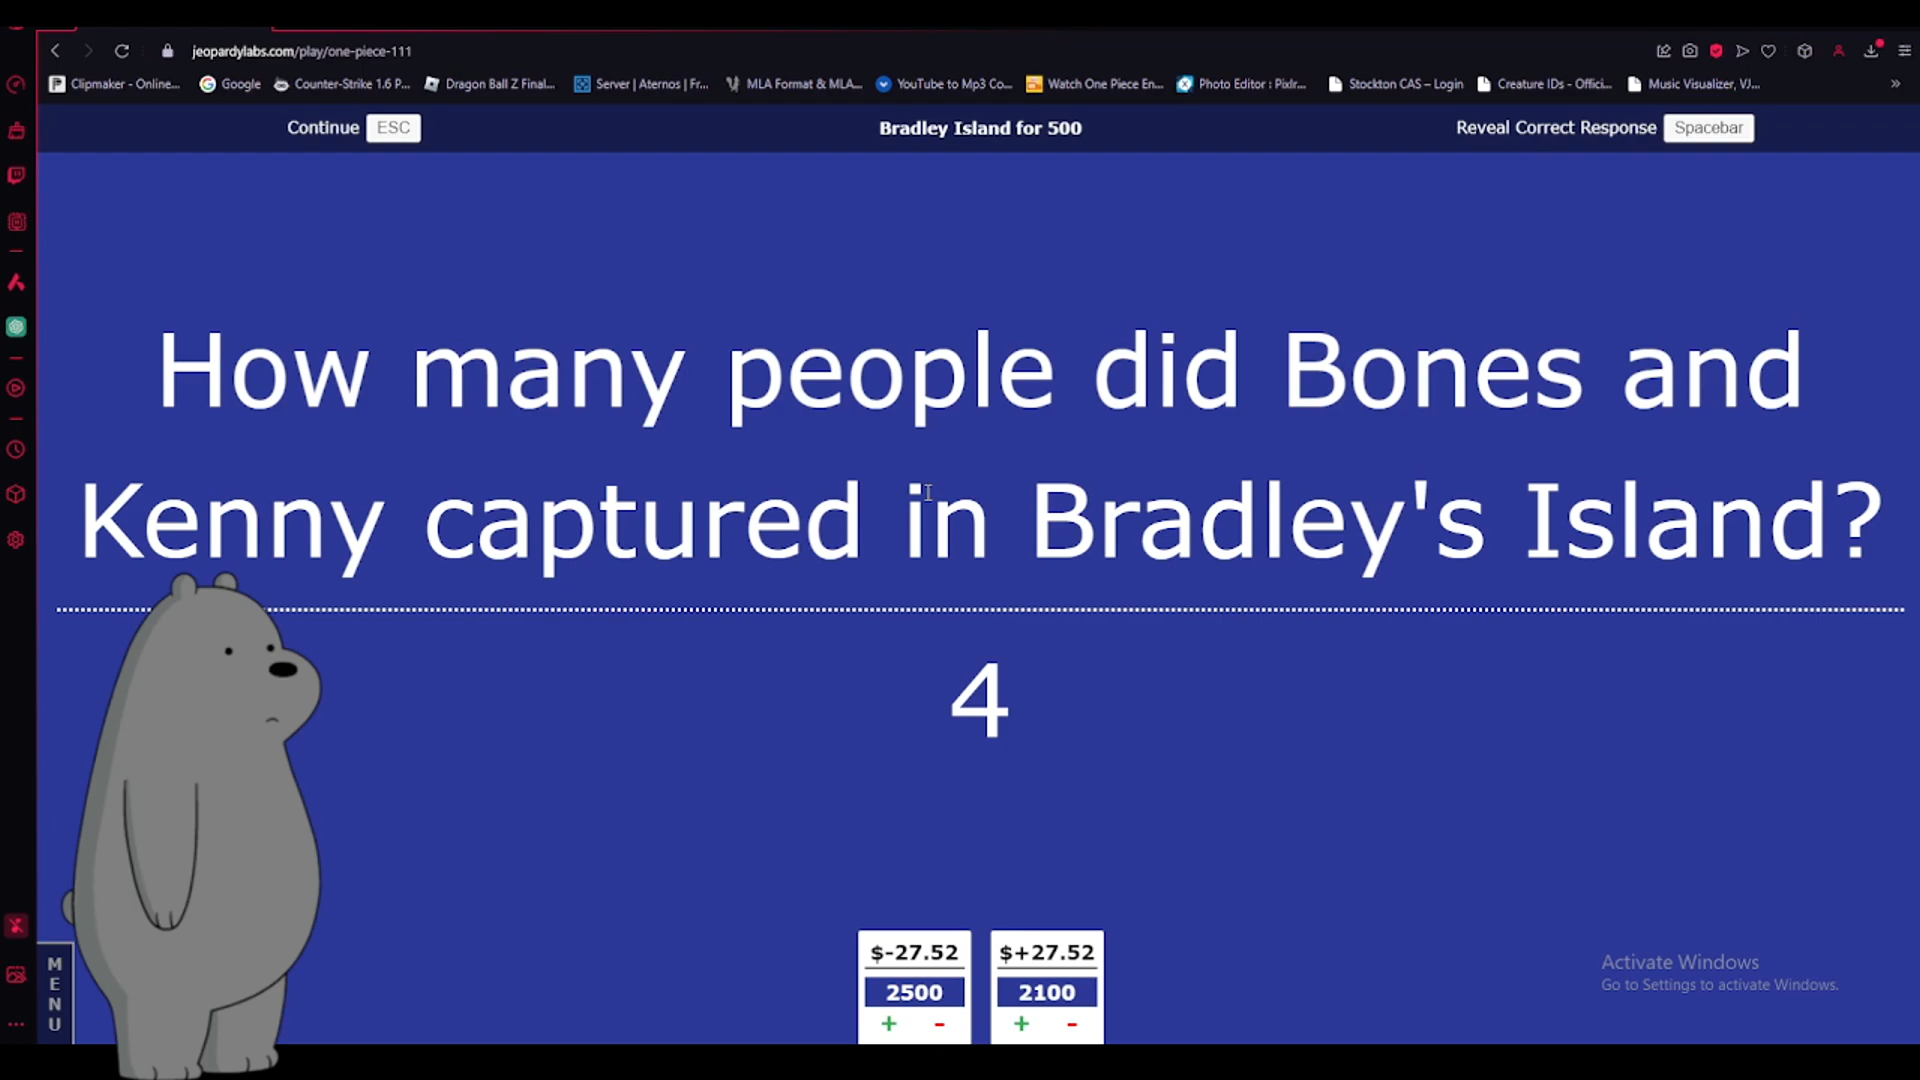 jeopardylabs.com/play/one-piece-111
Clipmaker - Online... Google Counter-Strike 1.6 P... Dragon Ball Z Final... Server | Aternos | Fr... MLA Format & MLA... YouTube to Mp3 Co... Watch One Piece En... Photo Editor : Pixlr... Stockton CAS – Login Creature IDs - Offici... Music Visualizer, VJ... »
Continue ESC Bradley Island for 500 Reveal Correct Response Spacebar
How many people did Bones and
Kenny captured in Bradley's Island?
4
$-27.52 $+27.52
2500 2100
+ - + -
MENU
Activate Windows
Go to Settings to activate Windows.